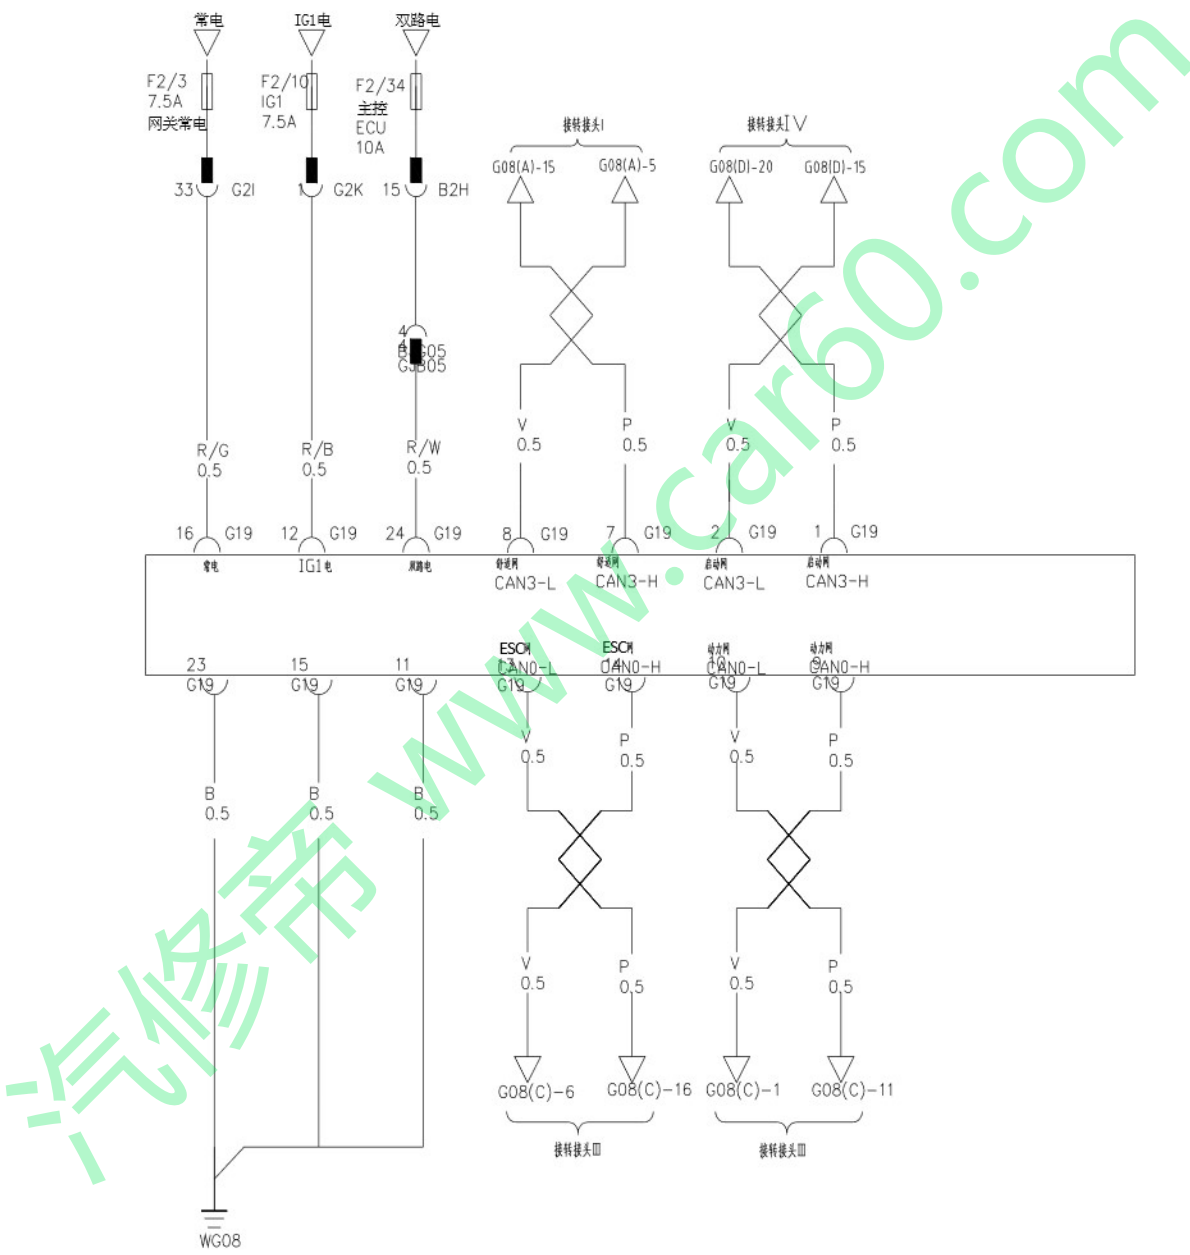 常电 IG1电 双路电
F2/3 F2/10 F2/34
7.5A IG1 主控
网关常电 7.5A ECU
10A
接转接头I 接转接头IV
G08(A)-15 G08(A)-5 G08(D)-20 G08(D)-15
33 G2I 1 G2K 15 B2H
4
4
BJG05
GJB05
V P V P
0.5 0.5 0.5 0.5
R/G R/B R/W
0.5 0.5 0.5
16 G19 12 G19 24 G19 8 G19 7 G19 2 G19 1 G19
常电 IG1电 双路电 舒适网 舒适网 启动网 启动网
CAN3-L CAN3-H CAN3-L CAN3-H
ESC网 ESC网 动力网 动力网
CAN0-L CAN0-H CAN0-L CAN0-H
23 15 11 13 14 10 9
G19 G19 G19 G19 G19 G19 G19
V P V P
0.5 0.5 0.5 0.5
B B B
0.5 0.5 0.5
V P V P
0.5 0.5 0.5 0.5
G08(C)-6 G08(C)-16 G08(C)-1 G08(C)-11
接转接头III 接转接头III
WG08
汽修帝 www.car60.com